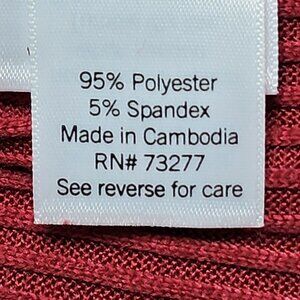 95% Polyester
5% Spandex
Made in Cambodia
RN# 73277
See reverse for care